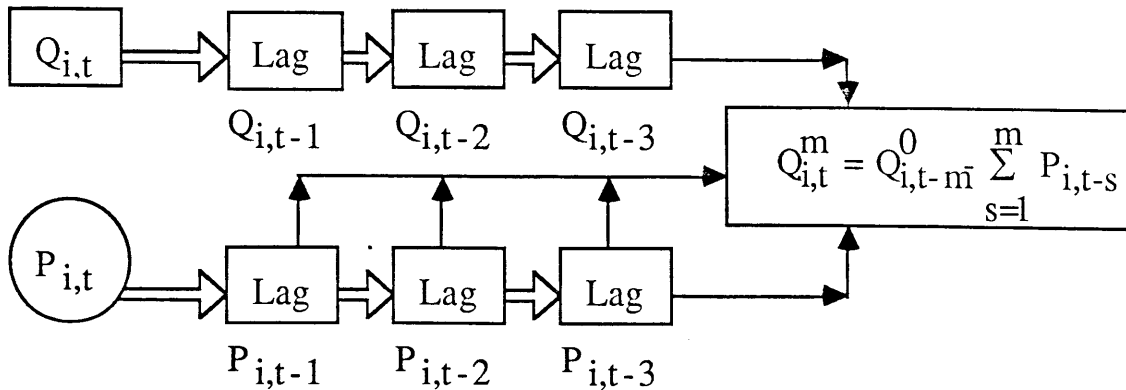 Q i,t Lag Lag Lag
Q i,t-1 Q i,t-2 Q i,t-3
Q^m i,t = Q^0 i,t-m - m∑s=1 P i,t-s
P i,t Lag Lag Lag
P i,t-1 P i,t-2 P i,t-3